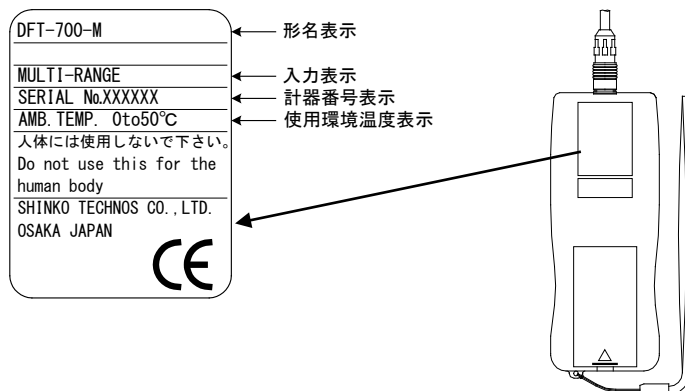 DFT-700-M
形名表示
MULTI-RANGE
入力表示
SERIAL №XXXXXX
計器番号表示
AMB.TEMP. 0to50℃
使用環境温度表示
人体には使用しないで下さい。
Do not use this for the
human body
SHINKO TECHNOS CO.,LTD.
OSAKA JAPAN
CE